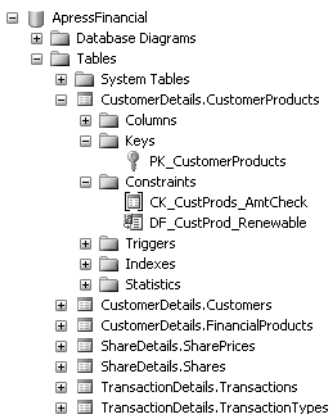 ApressFinancial
Database Diagrams
Tables
System Tables
CustomerDetails.CustomerProducts
Columns
Keys
PK_CustomerProducts
Constraints
CK_CustProds_AmtCheck
DF_CustProd_Renewable
Triggers
Indexes
Statistics
CustomerDetails.Customers
CustomerDetails.FinancialProducts
ShareDetails.SharePrices
ShareDetails.Shares
TransactionDetails.Transactions
TransactionDetails.TransactionTypes